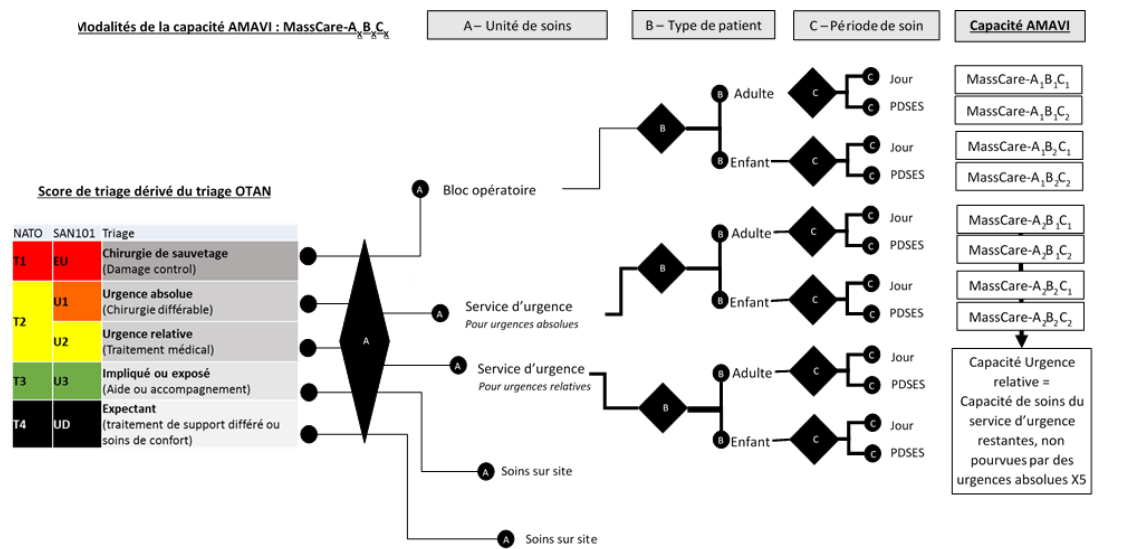 Modalités de la capacité AMAVI : MassCare-AxBxCx
A – Unité de soins
B – Type de patient
C – Période de soin
Capacité AMAVI
Score de triage dérivé du triage OTAN
NATO SAN101 Triage
T1 EU Chirurgie de sauvetage
(Damage control)
T2
U1 Urgence absolue
(Chirurgie différable)
U2 Urgence relative
(Traitement médical)
T3 U3 Impliqué ou exposé
(Aide ou accompagnement)
T4 UD Expectant
(traitement de support différé ou
soins de confort)
A
A Bloc opératoire
A Service d'urgence
Pour urgences absolues
A Service d'urgence
Pour urgences relatives
A Soins sur site
A Soins sur site
B
B Adulte
C
C Jour
C PDSES
B Enfant
C
C Jour
C PDSES
B
B Adulte
C
C Jour
C PDSES
B Enfant
C
C Jour
C PDSES
B
B Adulte
C
C Jour
C PDSES
B Enfant
C
C Jour
C PDSES
MassCare-A1B1C1
MassCare-A1B1C2
MassCare-A1B2C1
MassCare-A1B2C2
MassCare-A2B1C1
MassCare-A2B1C2
MassCare-A2B2C1
MassCare-A2B2C2
Capacité Urgence
relative =
Capacité de soins du
service d'urgence
restantes, non
pourvues par des
urgences absolues X5